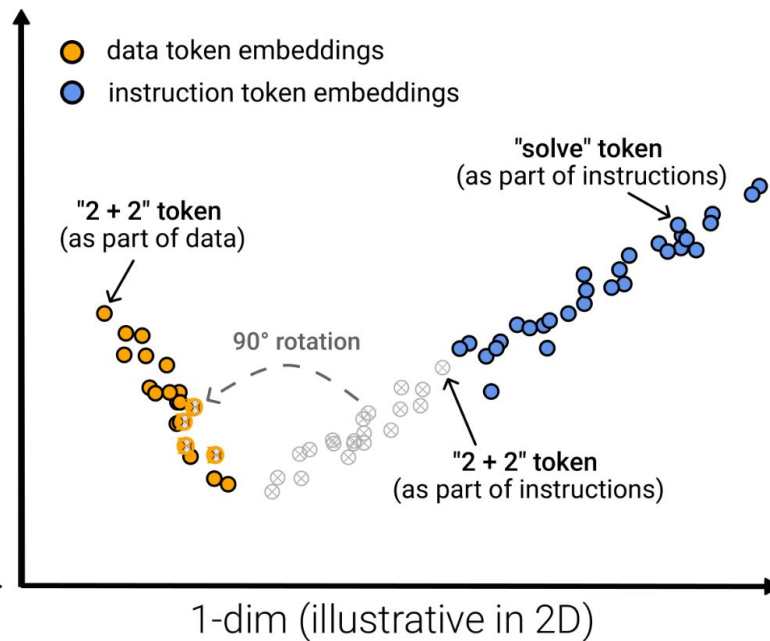 data token embeddings
instruction token embeddings
"solve" token
(as part of instructions)
"2 + 2" token
(as part of data)
90° rotation
"2 + 2" token
(as part of instructions)
1-dim (illustrative in 2D)